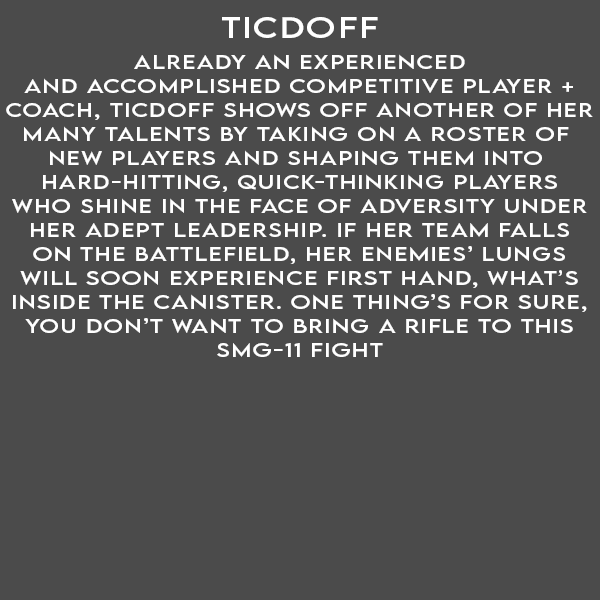 TICDOFF
ALREADY AN EXPERIENCED
AND ACCOMPLISHED COMPETITIVE PLAYER +
COACH, TICDOFF SHOWS OFF ANOTHER OF HER
MANY TALENTS BY TAKING ON A ROSTER OF
NEW PLAYERS AND SHAPING THEM INTO
HARD-HITTING, QUICK-THINKING PLAYERS
WHO SHINE IN THE FACE OF ADVERSITY UNDER
HER ADEPT LEADERSHIP. IF HER TEAM FALLS
ON THE BATTLEFIELD, HER ENEMIES’ LUNGS
WILL SOON EXPERIENCE FIRST HAND, WHAT’S
INSIDE THE CANISTER. ONE THING’S FOR SURE,
YOU DON’T WANT TO BRING A RIFLE TO THIS
SMG-11 FIGHT